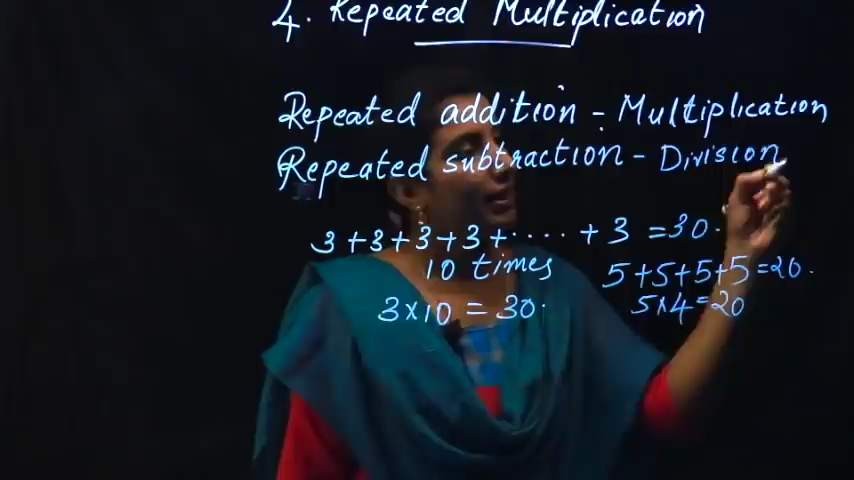 4. Repeated Multiplication
Repeated addition - Multiplication
Repeated subtraction - Division
3+3+3+3+.....+3 =30.
10 times
5+5+5+5=20.
3×10 = 30.
5×4=20